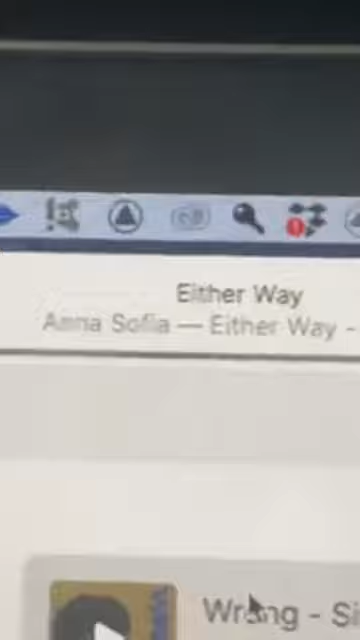 Either Way
Anna Sofia — Either Way -
Wrong - Si